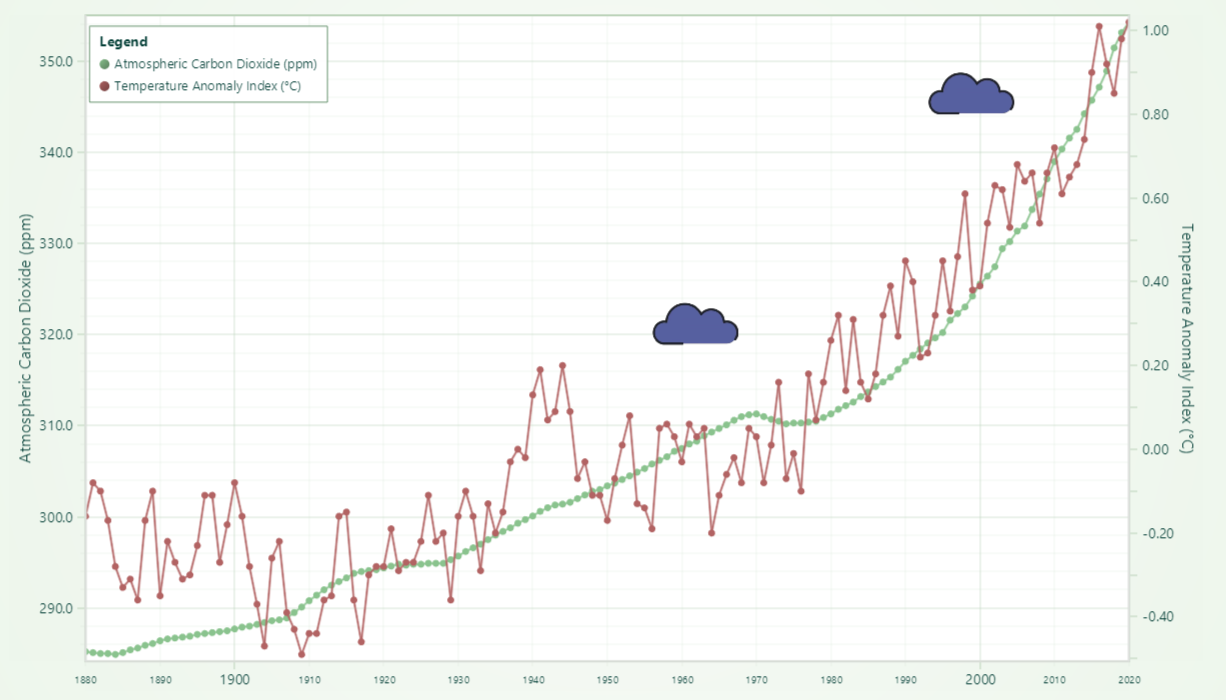 Legend
Atmospheric Carbon Dioxide (ppm)
Temperature Anomaly Index (°C)
350.0
340.0
330.0
320.0
310.0
300.0
290.0
Atmospheric Carbon Dioxide (ppm)
1.00
0.80
0.60
0.40
0.20
0.00
-0.20
-0.40
Temperature Anomaly Index (°C)
1880 1890 1900 1910 1920 1930 1940 1950 1960 1970 1980 1990 2000 2010 2020